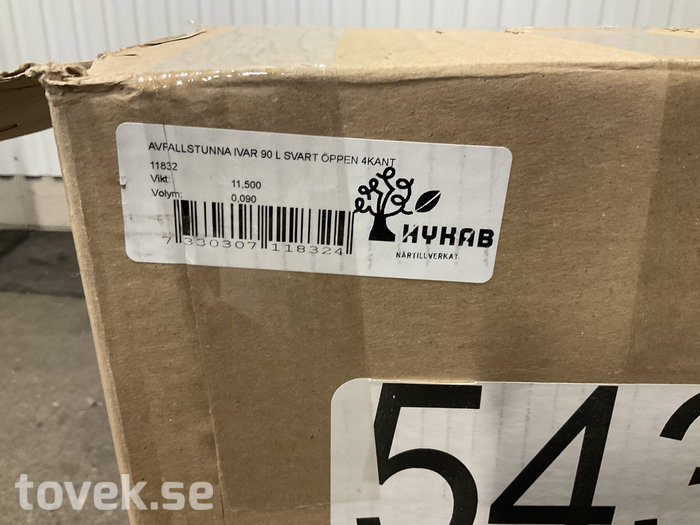 AVFALLSTUNNA IVAR 90 L SVART ÖPPEN 4KANT
11832
Vikt: 11,500
Volym: 0,090
7 330307 118324
HYKAB
NÄRTILLVERKAT
543
tovek.se